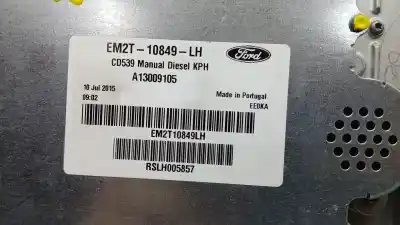 EM2T-10849-LH
Ford
CD539 Manual Diesel KPH
A13009105
10 Jul 2015
09:02
Made in Portugal
EEDKA
EM2T10849LH
RSLH005857